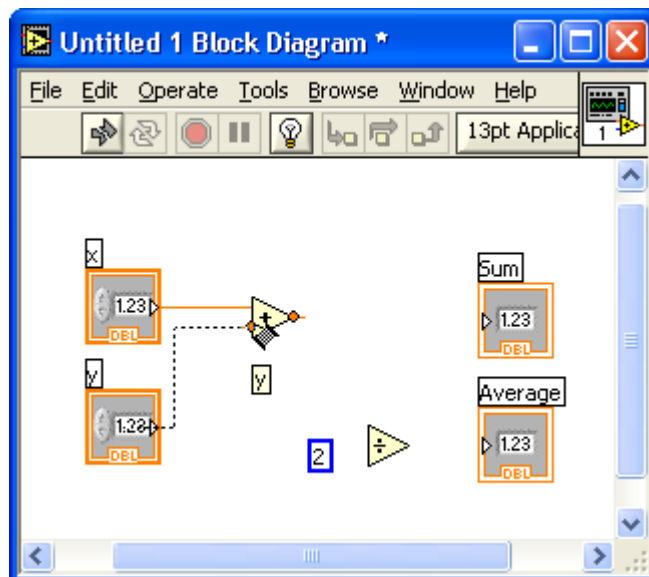 Untitled 1 Block Diagram *
File Edit Operate Tools Browse Window Help
13pt Applica
1
x
1.23
DBL
Sum
1.23
DBL
y
1.23
DBL
y
Average
1.23
DBL
2